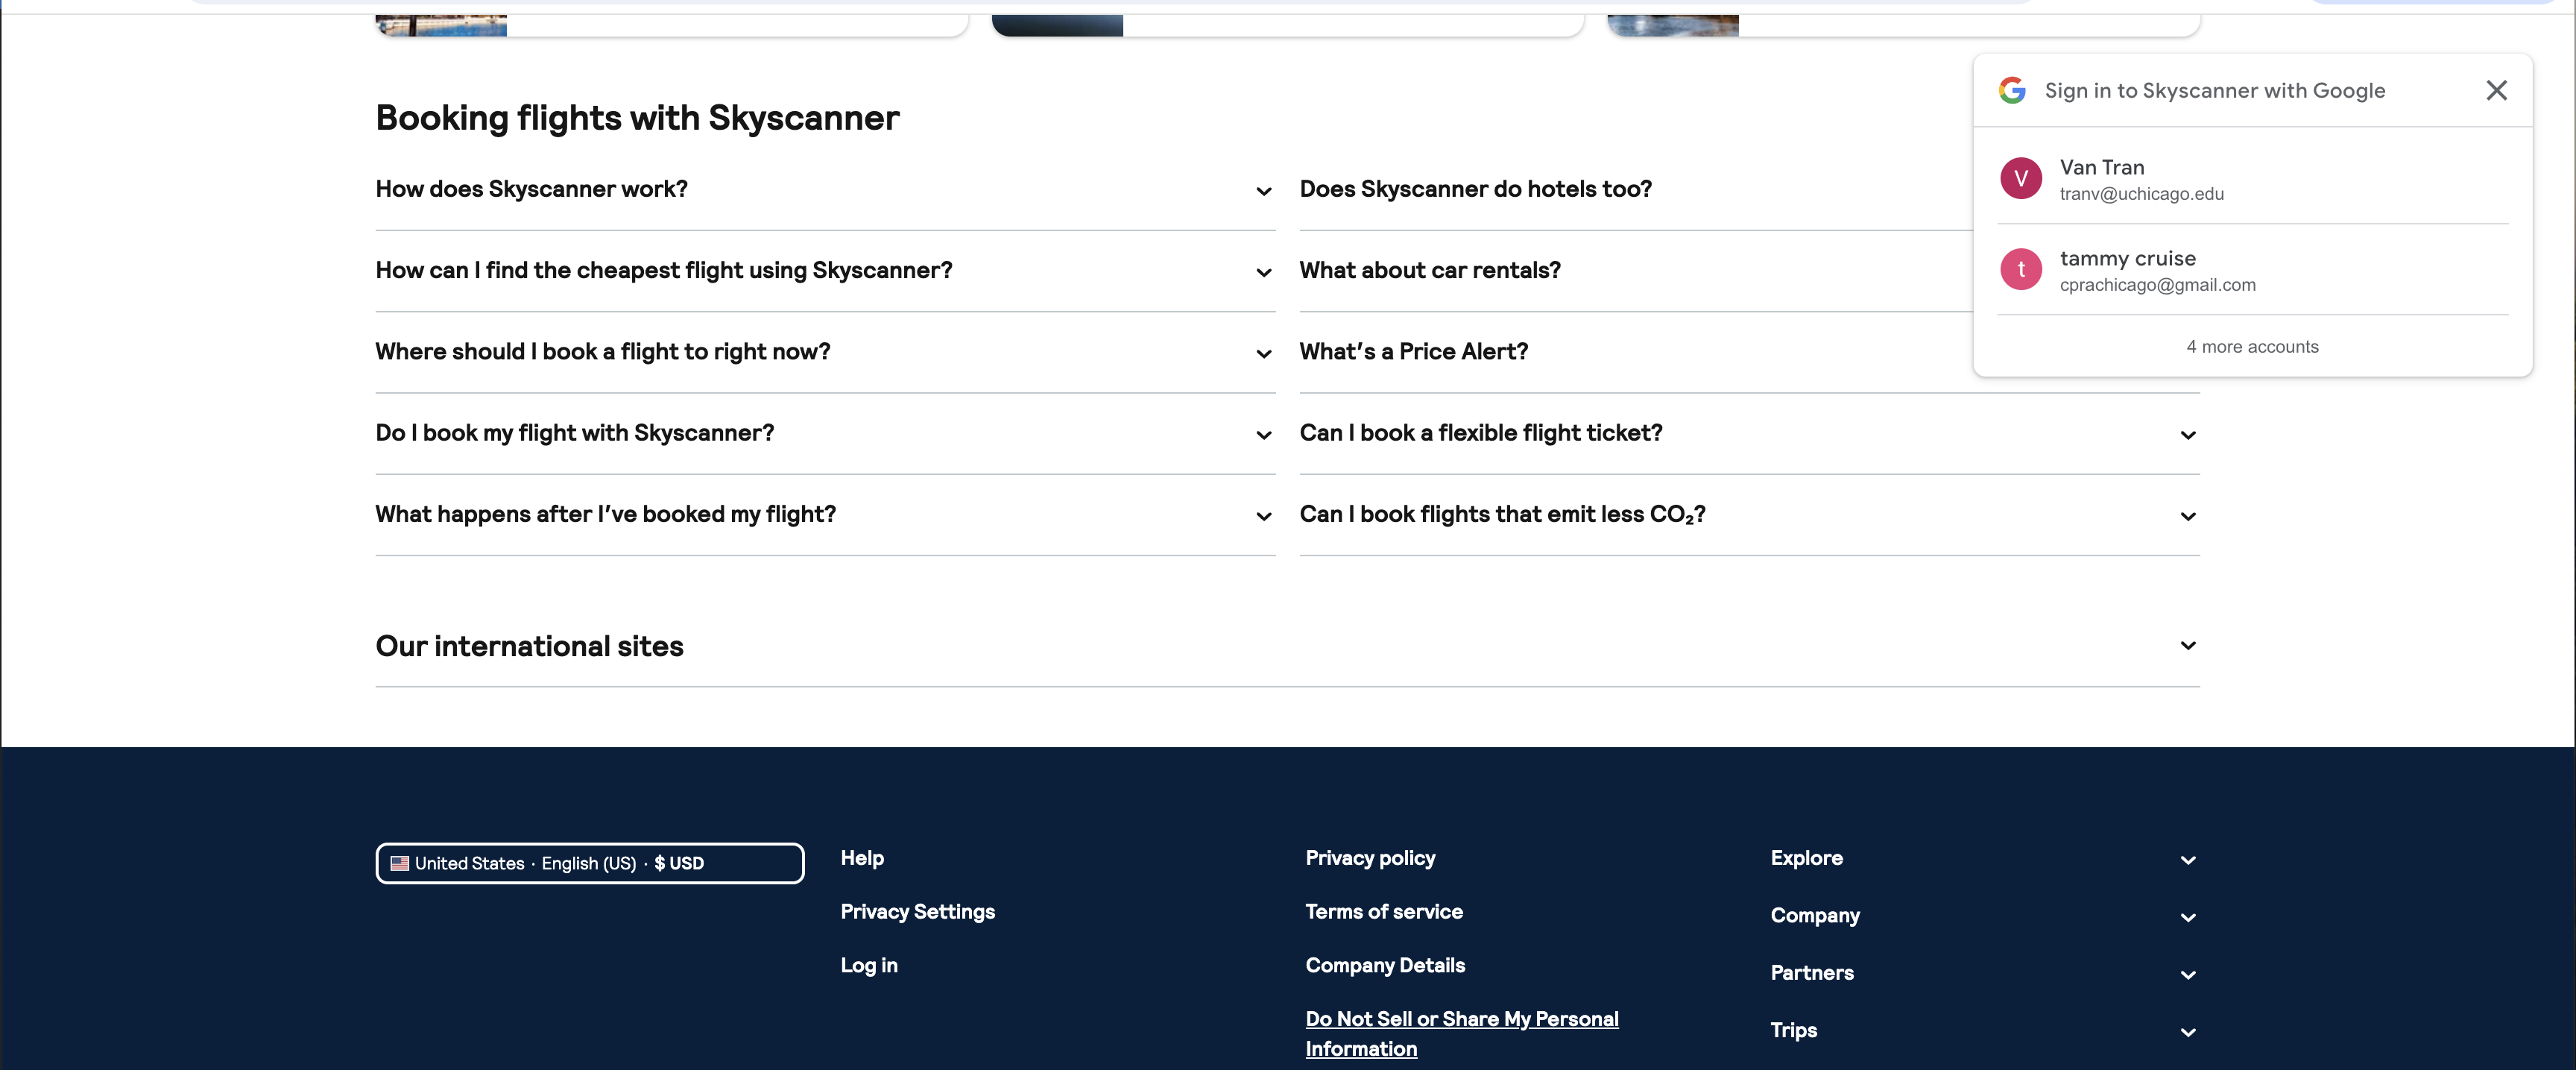 Sign in to Skyscanner with Google
Van Tran
tranv@uchicago.edu
tammy cruise
cprachicago@gmail.com
4 more accounts
Booking flights with Skyscanner
How does Skyscanner work?
Does Skyscanner do hotels too?
How can I find the cheapest flight using Skyscanner?
What about car rentals?
Where should I book a flight to right now?
What's a Price Alert?
Do I book my flight with Skyscanner?
Can I book a flexible flight ticket?
What happens after I've booked my flight?
Can I book flights that emit less CO₂?
Our international sites
United States · English (US) · $ USD
Help
Privacy Settings
Log in
Privacy policy
Terms of service
Company Details
Do Not Sell or Share My Personal
Information
Explore
Company
Partners
Trips